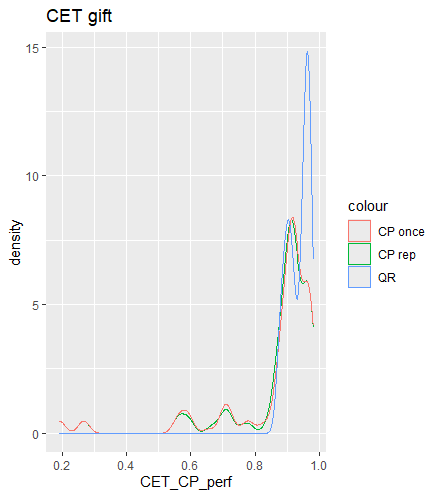 CET gift
15
10
5
0
density
0.2 0.4 0.6 0.8 1.0
CET_CP_perf
colour
CP once
CP rep
QR